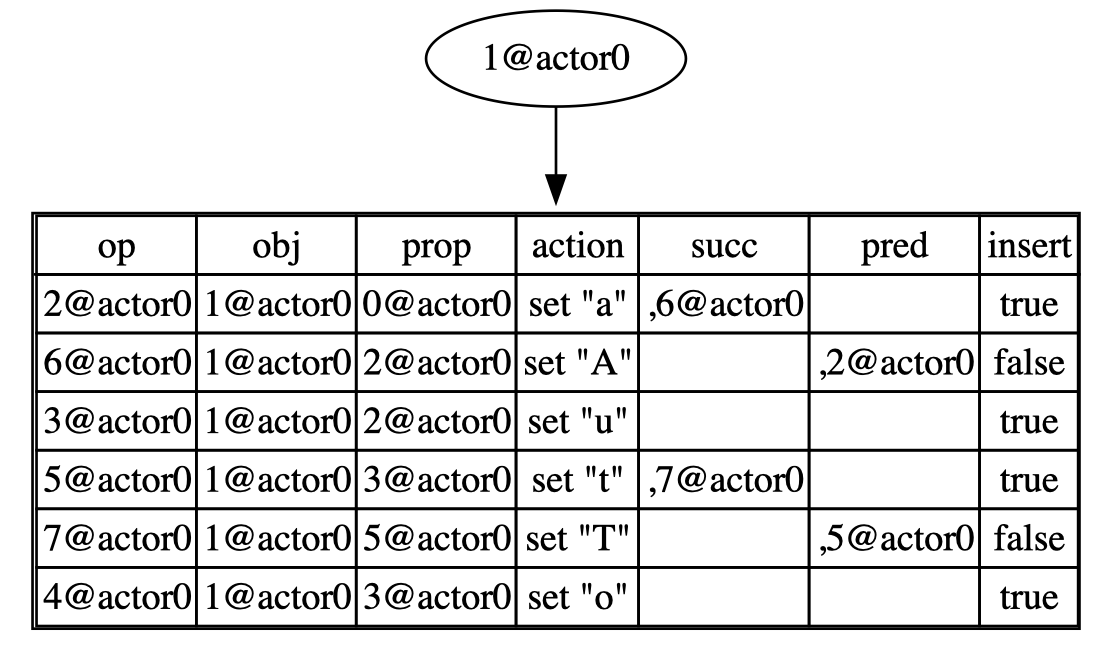 1@actor0
op obj prop action succ pred insert
2@actor0 1@actor0 0@actor0 set "a" ,6@actor0 true
6@actor0 1@actor0 2@actor0 set "A" ,2@actor0 false
3@actor0 1@actor0 2@actor0 set "u" true
5@actor0 1@actor0 3@actor0 set "t" ,7@actor0 true
7@actor0 1@actor0 5@actor0 set "T" ,5@actor0 false
4@actor0 1@actor0 3@actor0 set "o" true